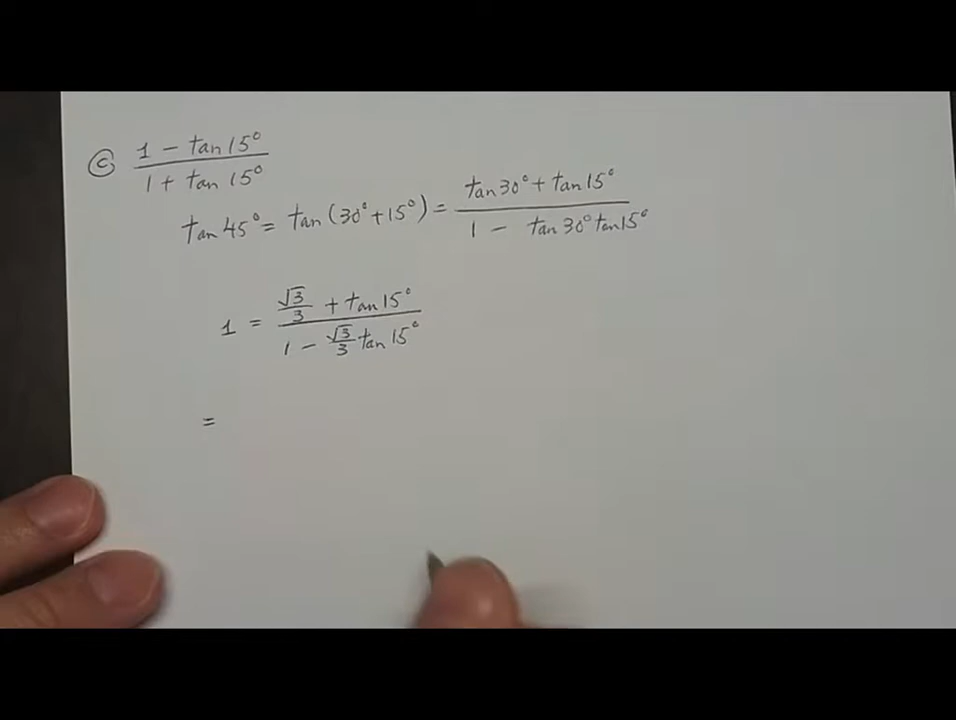 ⓒ (1 - tan 15°)/(1 + tan 15°)
tan 45° = tan (30° + 15°) = (tan 30° + tan 15°)/(1 - tan 30° tan 15°)
1 = (√3/3 + tan 15°)/(1 - √3/3 tan 15°)
=